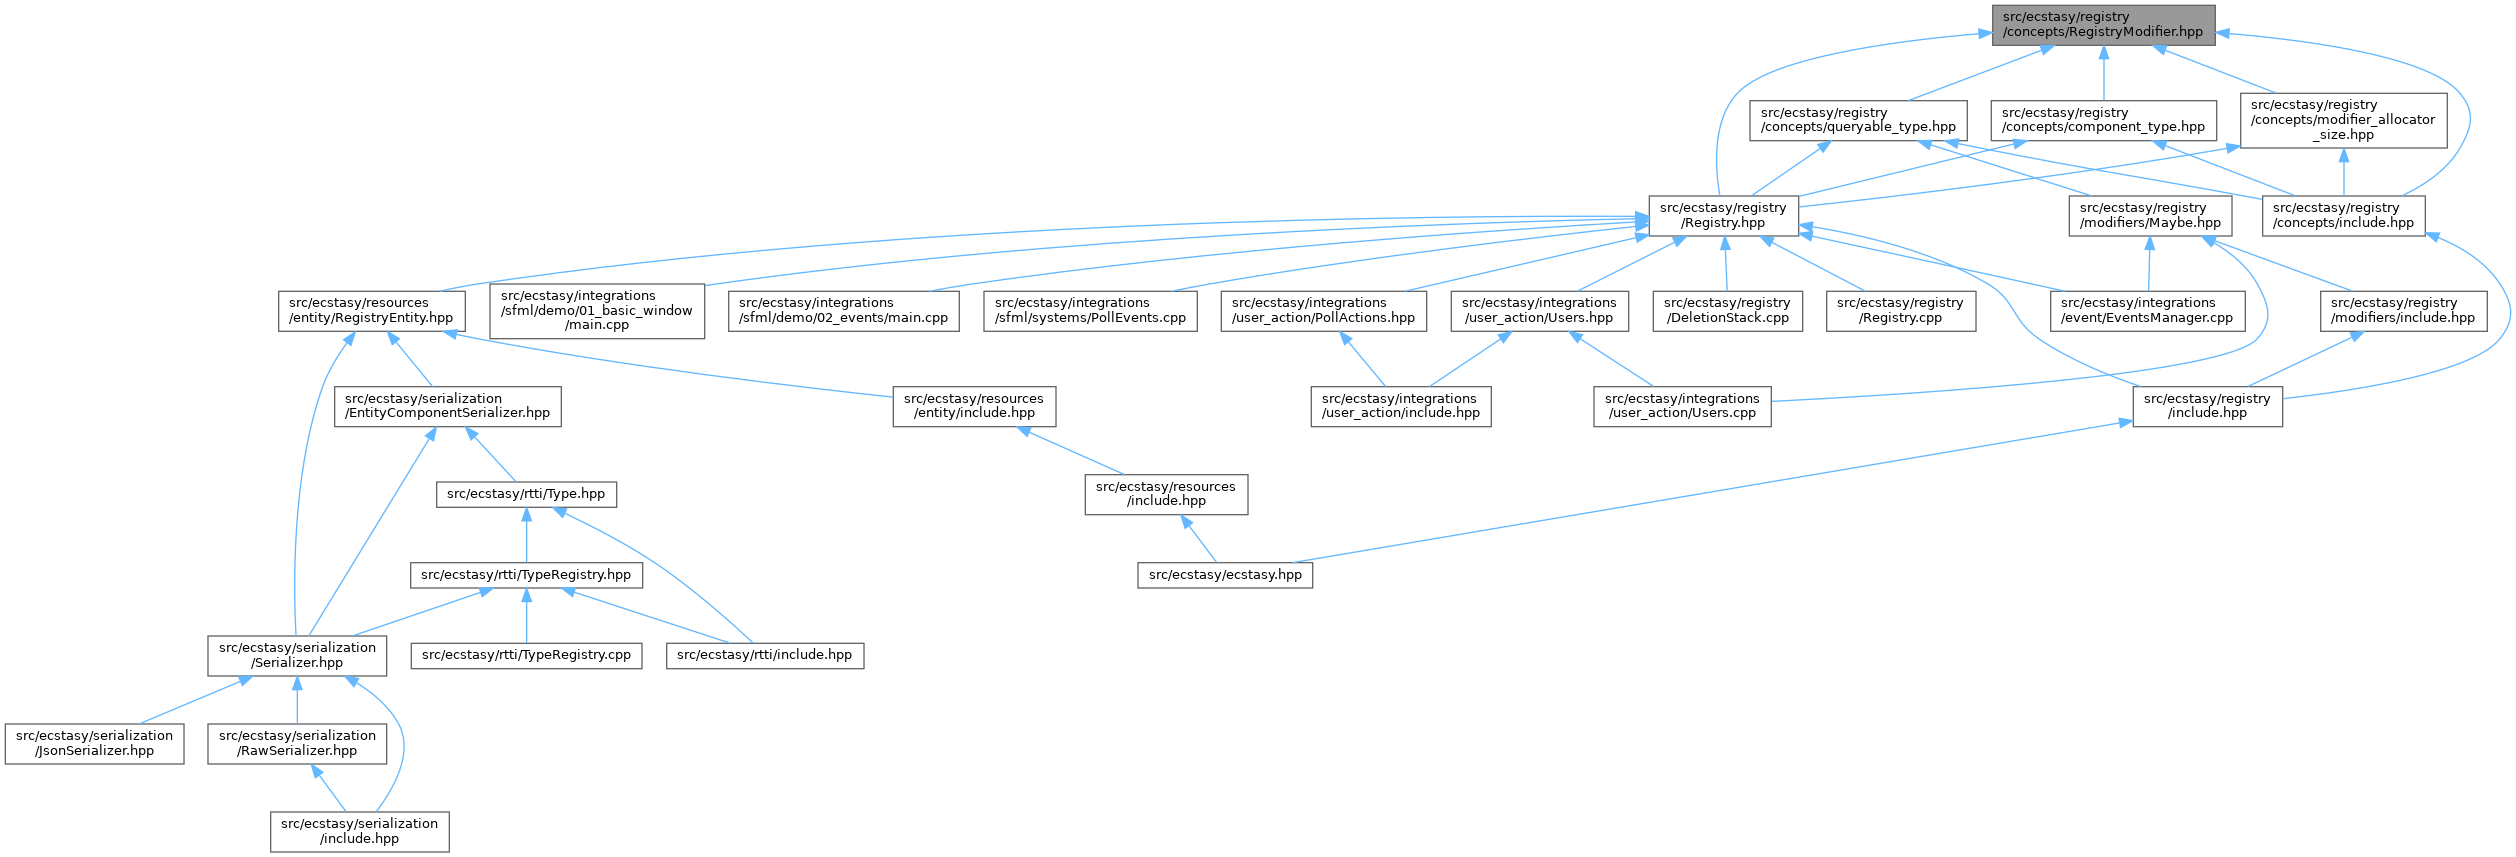 src/ecstasy/registry
/concepts/RegistryModifier.hpp
src/ecstasy/registry
/concepts/queryable_type.hpp
src/ecstasy/registry
/concepts/component_type.hpp
src/ecstasy/registry
/concepts/modifier_allocator
_size.hpp
src/ecstasy/registry
/Registry.hpp
src/ecstasy/registry
/modifiers/Maybe.hpp
src/ecstasy/registry
/concepts/include.hpp
src/ecstasy/resources
/entity/RegistryEntity.hpp
src/ecstasy/integrations
/sfml/demo/01_basic_window
/main.cpp
src/ecstasy/integrations
/sfml/demo/02_events/main.cpp
src/ecstasy/integrations
/sfml/systems/PollEvents.cpp
src/ecstasy/integrations
/user_action/PollActions.hpp
src/ecstasy/integrations
/user_action/Users.hpp
src/ecstasy/registry
/DeletionStack.cpp
src/ecstasy/registry
/Registry.cpp
src/ecstasy/integrations
/event/EventsManager.cpp
src/ecstasy/registry
/modifiers/include.hpp
src/ecstasy/serialization
/EntityComponentSerializer.hpp
src/ecstasy/resources
/entity/include.hpp
src/ecstasy/integrations
/user_action/include.hpp
src/ecstasy/integrations
/user_action/Users.cpp
src/ecstasy/registry
/include.hpp
src/ecstasy/rtti/Type.hpp
src/ecstasy/resources
/include.hpp
src/ecstasy/rtti/TypeRegistry.hpp
src/ecstasy/ecstasy.hpp
src/ecstasy/serialization
/Serializer.hpp
src/ecstasy/rtti/TypeRegistry.cpp
src/ecstasy/rtti/include.hpp
src/ecstasy/serialization
/JsonSerializer.hpp
src/ecstasy/serialization
/RawSerializer.hpp
src/ecstasy/serialization
/include.hpp